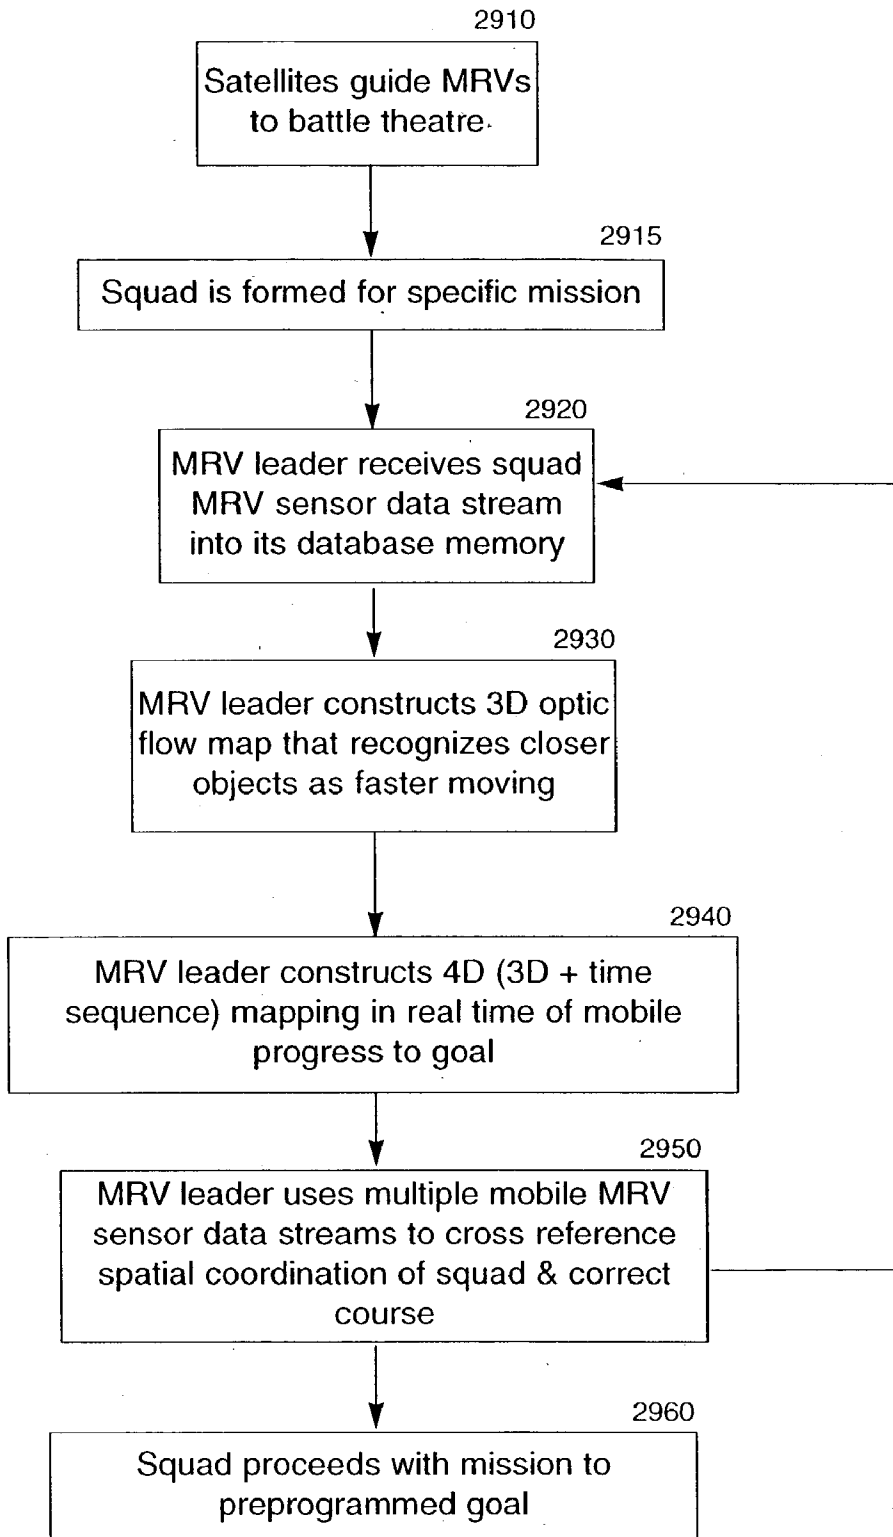 2910
Satellites guide MRVs
to battle theatre
2915
Squad is formed for specific mission
2920
MRV leader receives squad
MRV sensor data stream
into its database memory
2930
MRV leader constructs 3D optic
flow map that recognizes closer
objects as faster moving
2940
MRV leader constructs 4D (3D + time
sequence) mapping in real time of mobile
progress to goal
2950
MRV leader uses multiple mobile MRV
sensor data streams to cross reference
spatial coordination of squad & correct
course
2960
Squad proceeds with mission to
preprogrammed goal